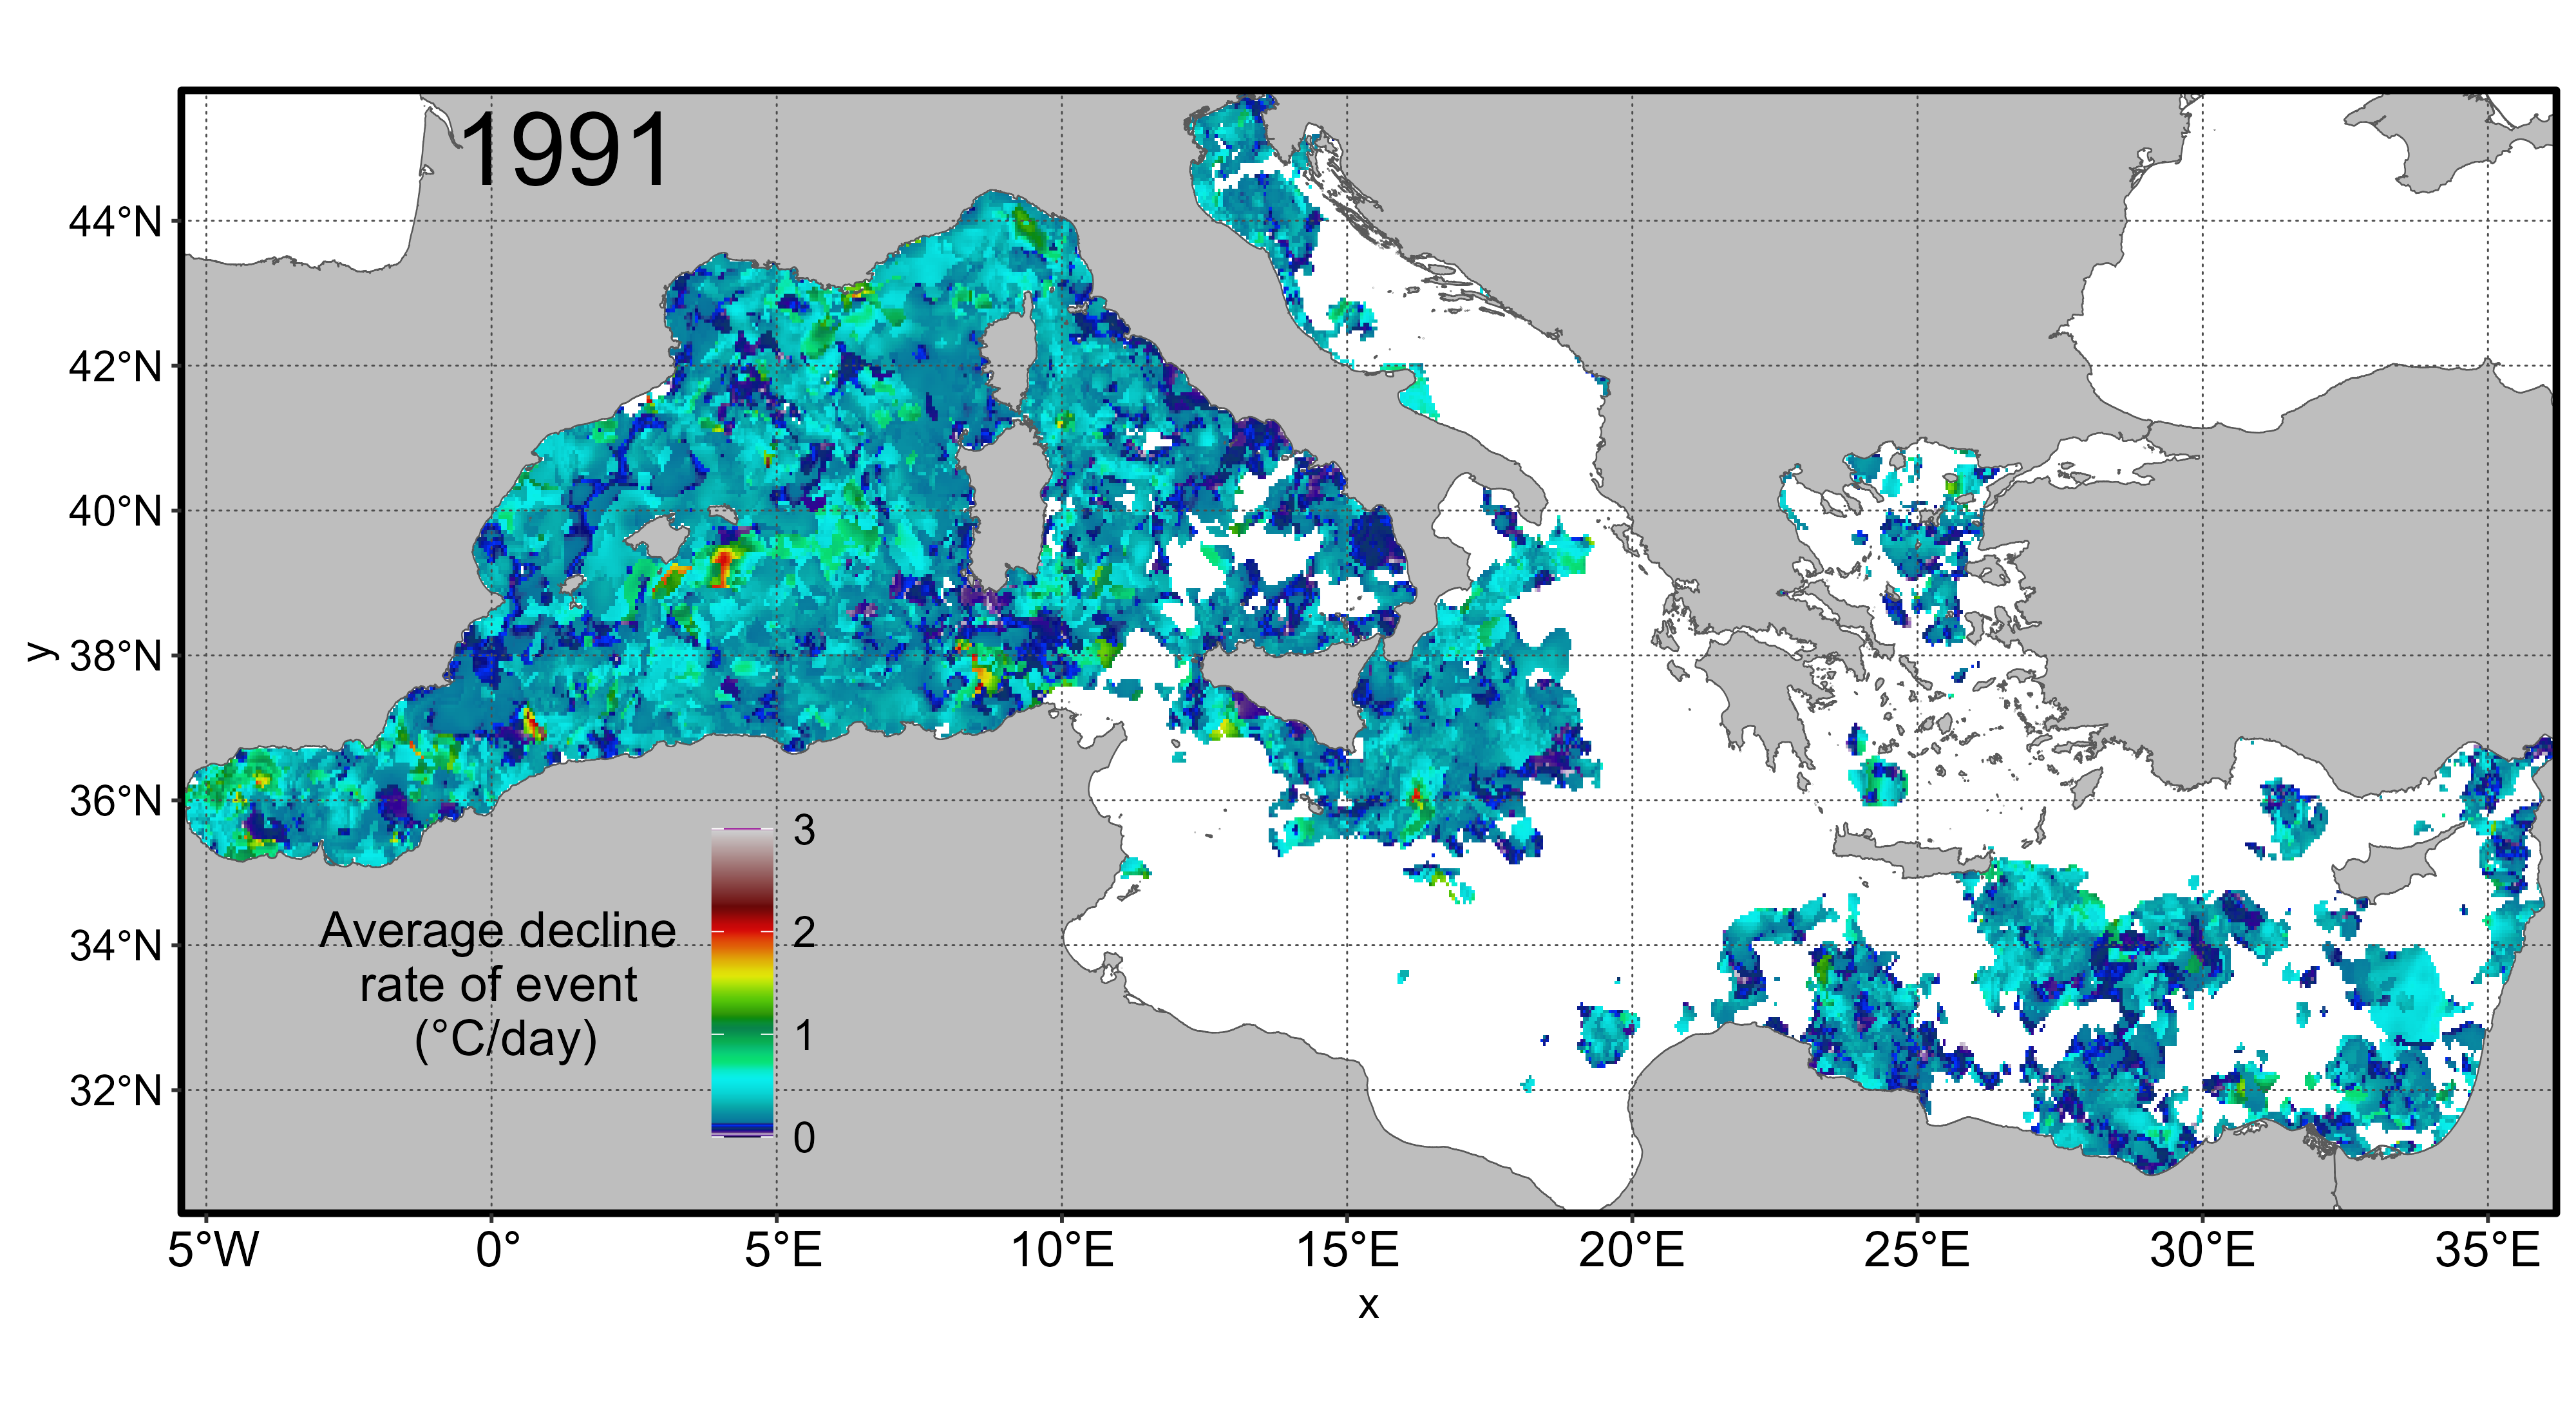 1991
44°N
42°N
40°N
38°N
36°N
34°N
32°N
y
Average decline
rate of event
(°C/day)
3
2
1
0
5°W
0°
5°E
10°E
15°E
20°E
25°E
30°E
35°E
x